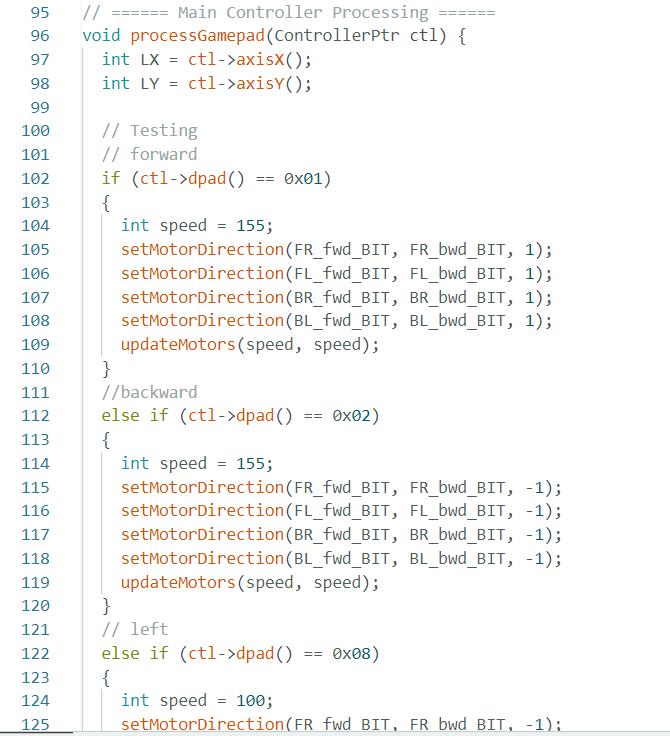 95 // ====== Main Controller Processing ======
96 void processGamepad(ControllerPtr ctl) {
97 int LX = ctl->axisX();
98 int LY = ctl->axisY();
99
100 // Testing
101 // forward
102 if (ctl->dpad() == 0x01)
103 {
104 int speed = 155;
105 setMotorDirection(FR_fwd_BIT, FR_bwd_BIT, 1);
106 setMotorDirection(FL_fwd_BIT, FL_bwd_BIT, 1);
107 setMotorDirection(BR_fwd_BIT, BR_bwd_BIT, 1);
108 setMotorDirection(BL_fwd_BIT, BL_bwd_BIT, 1);
109 updateMotors(speed, speed);
110 }
111 //backward
112 else if (ctl->dpad() == 0x02)
113 {
114 int speed = 155;
115 setMotorDirection(FR_fwd_BIT, FR_bwd_BIT, -1);
116 setMotorDirection(FL_fwd_BIT, FL_bwd_BIT, -1);
117 setMotorDirection(BR_fwd_BIT, BR_bwd_BIT, -1);
118 setMotorDirection(BL_fwd_BIT, BL_bwd_BIT, -1);
119 updateMotors(speed, speed);
120 }
121 // left
122 else if (ctl->dpad() == 0x08)
123 {
124 int speed = 100;
125 setMotorDirection(FR_fwd_BIT, FR_bwd_BIT, -1);